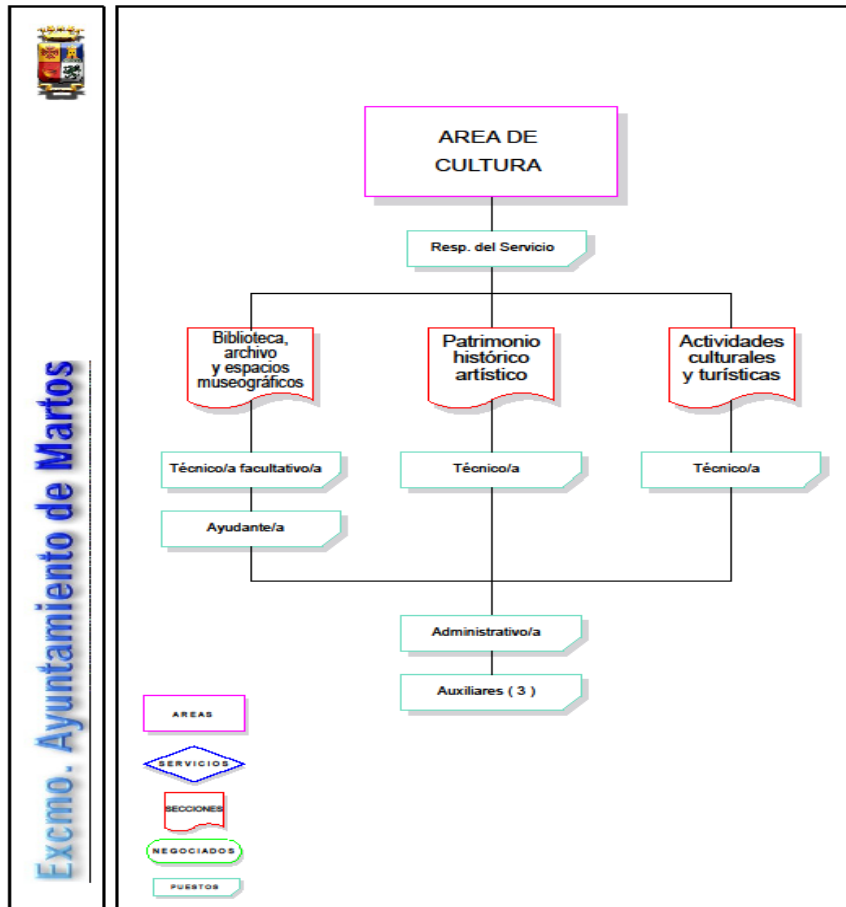 Excmo. Ayuntamiento de Martos
AREA DE
CULTURA
Resp. del Servicio
Biblioteca,
archivo
y espacios
museográficos
Patrimonio
histórico
artístico
Actividades
culturales
y turísticas
Técnico/a facultativo/a
Técnico/a
Técnico/a
Ayudante/a
Administrativo/a
Auxiliares ( 3 )
AREAS
SERVICIOS
SECCIONES
NEGOCIADOS
PUESTOS